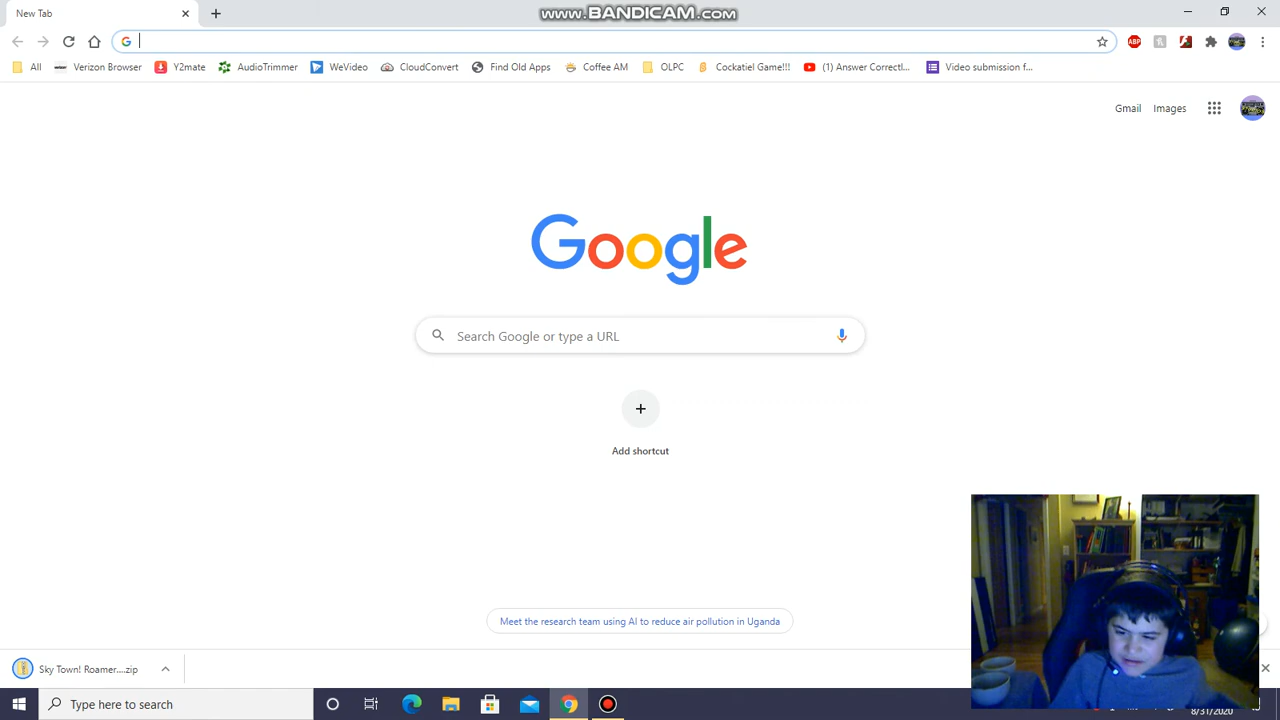 New Tab
www.BANDICAM.com
All
Verizon Browser
Y2mate
AudioTrimmer
WeVideo
CloudConvert
Find Old Apps
Coffee AM
OLPC
Cockatiel Game!!!
(1) Answer Correctl...
Video submission f...
ABP
Gmail
Images
Google
Search Google or type a URL
Add shortcut
Meet the research team using AI to reduce air pollution in Uganda
Sky Town! Roamer....zip
Type here to search
8/31/2020